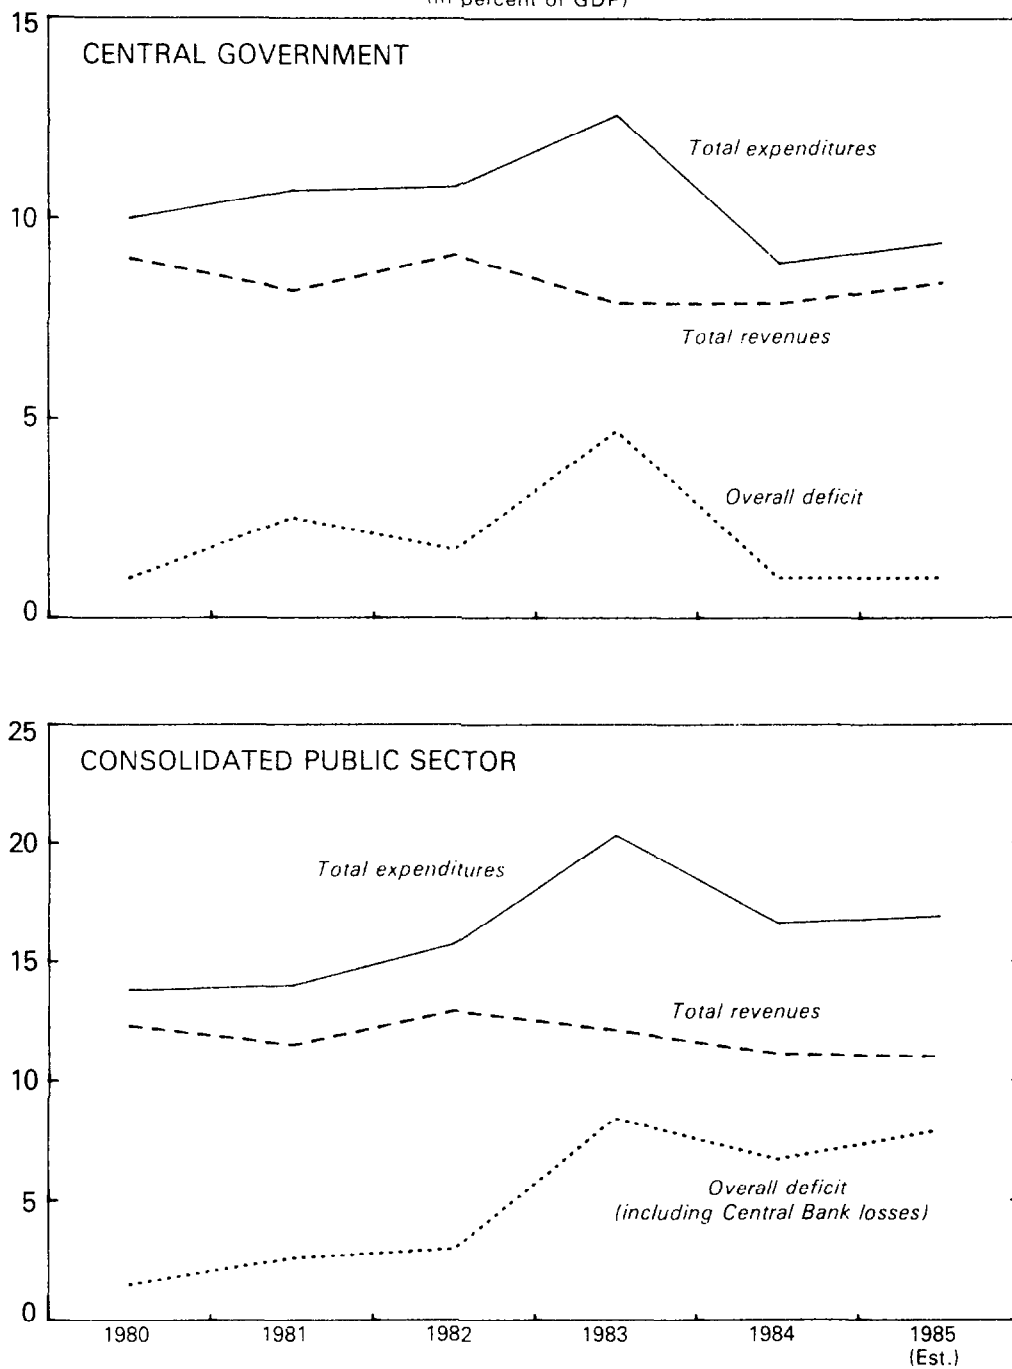 (In percent of GDP)
15
CENTRAL GOVERNMENT
Total expenditures
10
Total revenues
5
Overall deficit
0
25
CONSOLIDATED PUBLIC SECTOR
20
Total expenditures
15
Total revenues
10
Overall deficit
5
(including Central Bank losses)
0
1980 1981 1982 1983 1984 1985
(Est.)